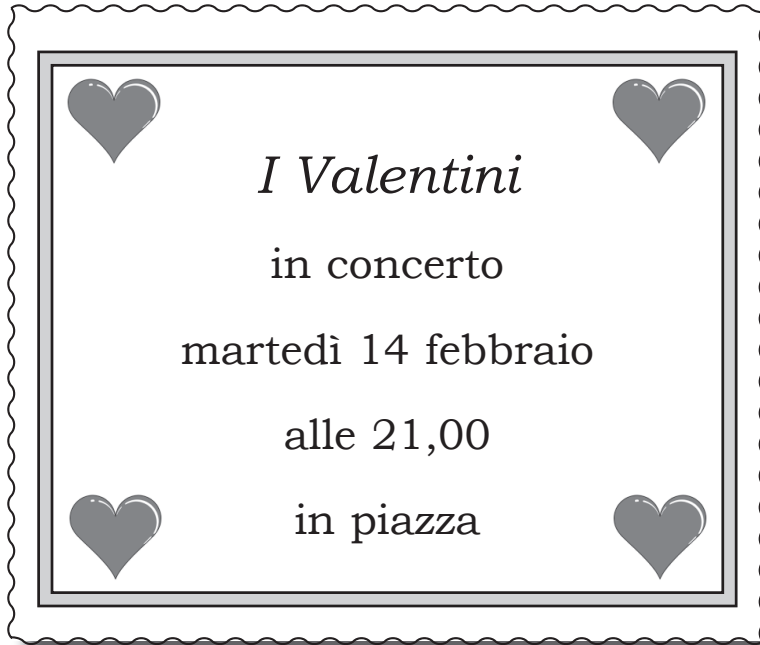 I Valentini
in concerto
martedì 14 febbraio
alle 21,00
in piazza